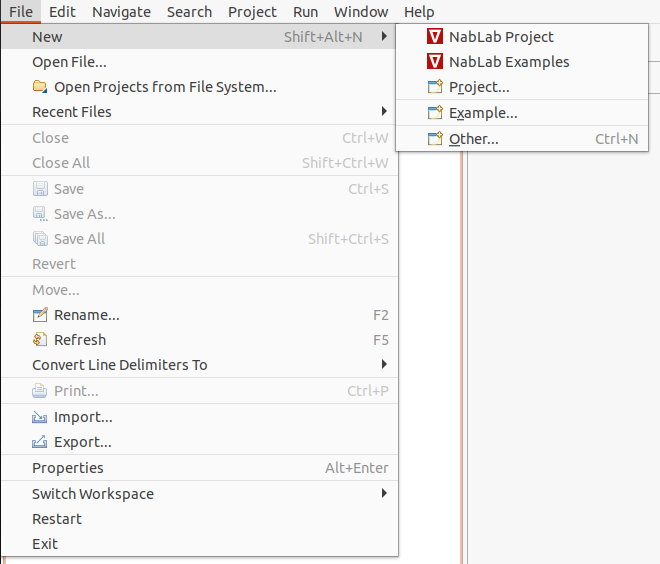 File Edit Navigate Search Project Run Window Help
New Shift+Alt+N
NabLab Project
NabLab Examples
Project...
Example...
Other... Ctrl+N
Open File...
Open Projects from File System...
Recent Files
Close Ctrl+W
Close All Shift+Ctrl+W
Save Ctrl+S
Save As...
Save All Shift+Ctrl+S
Revert
Move...
Rename... F2
Refresh F5
Convert Line Delimiters To
Print... Ctrl+P
Import...
Export...
Properties Alt+Enter
Switch Workspace
Restart
Exit